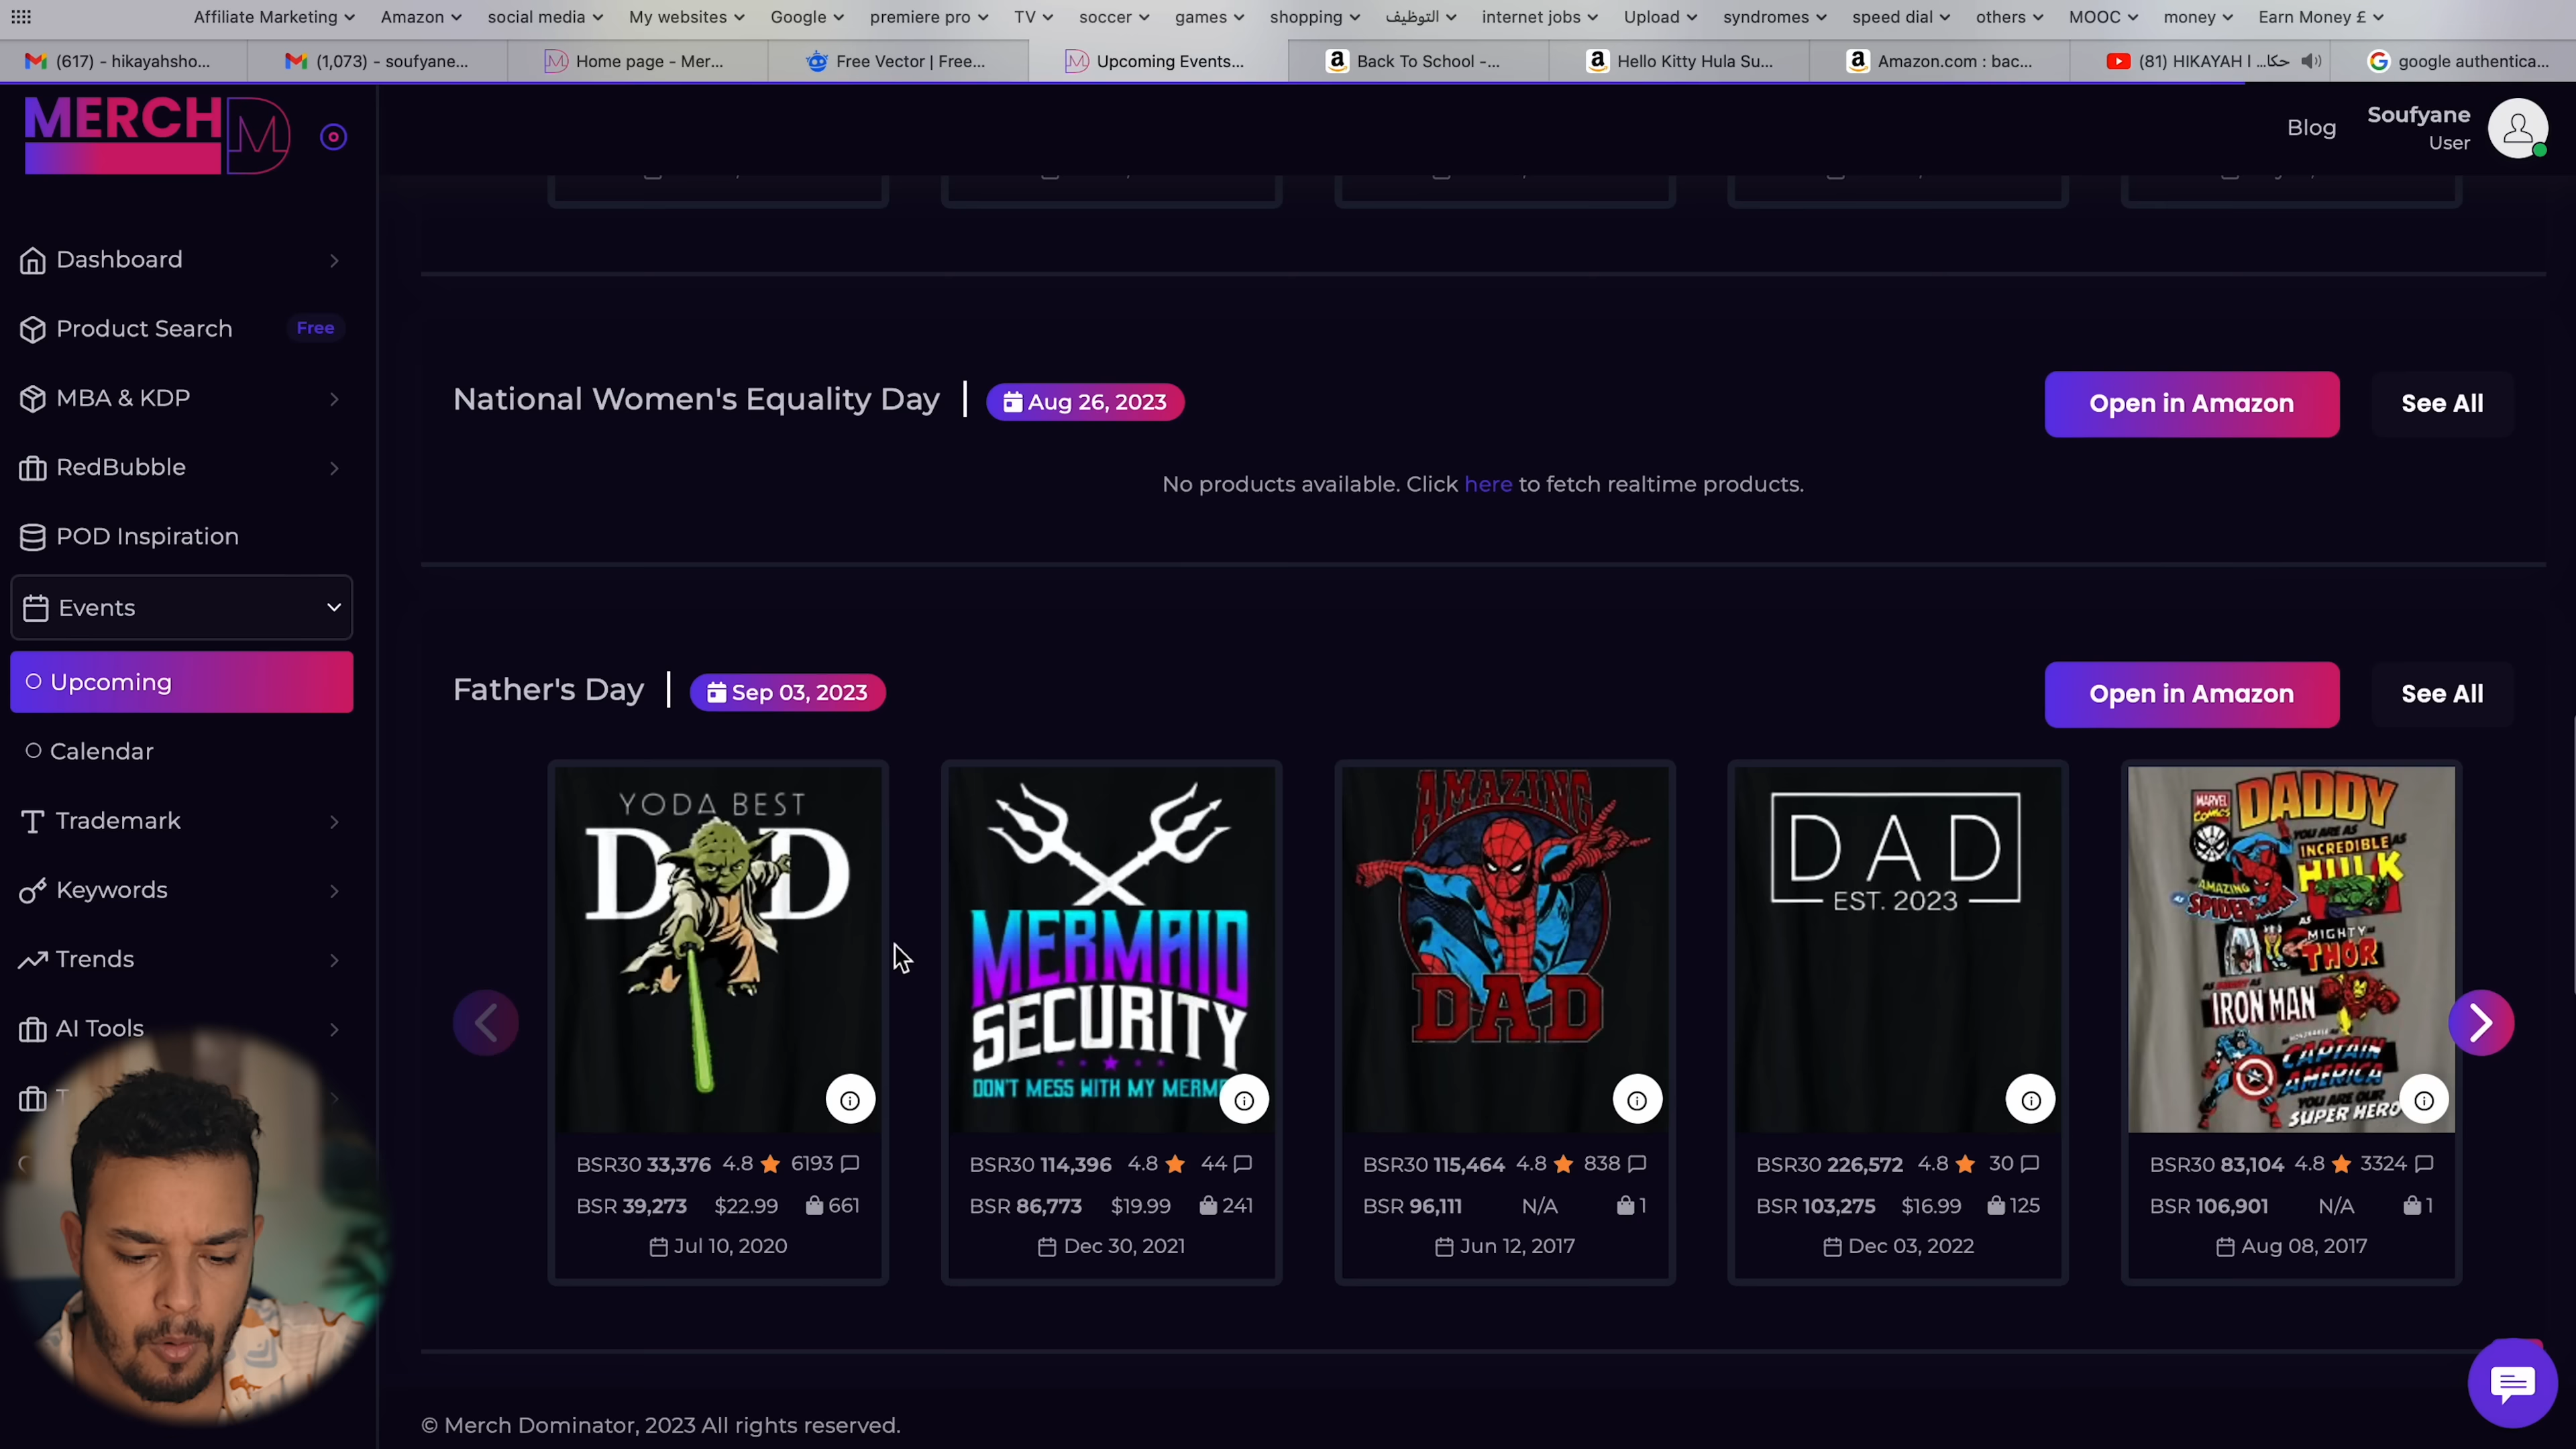 Affiliate Marketing Amazon social media My websites Google premiere pro TV soccer games shopping التوظيف internet jobs Upload syndromes speed dial others MOOC money Earn Money £
(617) - hikayahsho... (1,073) - soufyane... Home page - Mer... Free Vector | Free... Upcoming Events... Back To School -... Hello Kitty Hula Su... Amazon.com : bac... (81) HIKAYAH I حكا... google authentica...
MERCH
Blog
Soufyane
User
Dashboard
Product Search Free
MBA & KDP
RedBubble
POD Inspiration
Events
Upcoming
Calendar
Trademark
Keywords
Trends
AI Tools
National Women's Equality Day | Aug 26, 2023 Open in Amazon See All
No products available. Click here to fetch realtime products.
Father's Day | Sep 03, 2023 Open in Amazon See All
YODA BEST
DAD
BSR30 33,376 4.8 6193
BSR 39,273 $22.99 661
Jul 10, 2020
MERMAID
SECURITY
DON'T MESS WITH MY MERM
BSR30 114,396 4.8 44
BSR 86,773 $19.99 241
Dec 30, 2021
AMAZING
DAD
BSR30 115,464 4.8 838
BSR 96,111 N/A 1
Jun 12, 2017
DAD
EST. 2023
BSR30 226,572 4.8 30
BSR 103,275 $16.99 125
Dec 03, 2022
MARVEL
COMICS
DADDY
YOU ARE AS
INCREDIBLE AS
HULK
AMAZING
AS
SPIDER-MAN
AS
MIGHTY AS
THOR
IRON MAN
CAPTAIN
AMERICA
YOU ARE OUR
SUPER HERO
BSR30 83,104 4.8 3324
BSR 106,901 N/A 1
Aug 08, 2017
© Merch Dominator, 2023 All rights reserved.